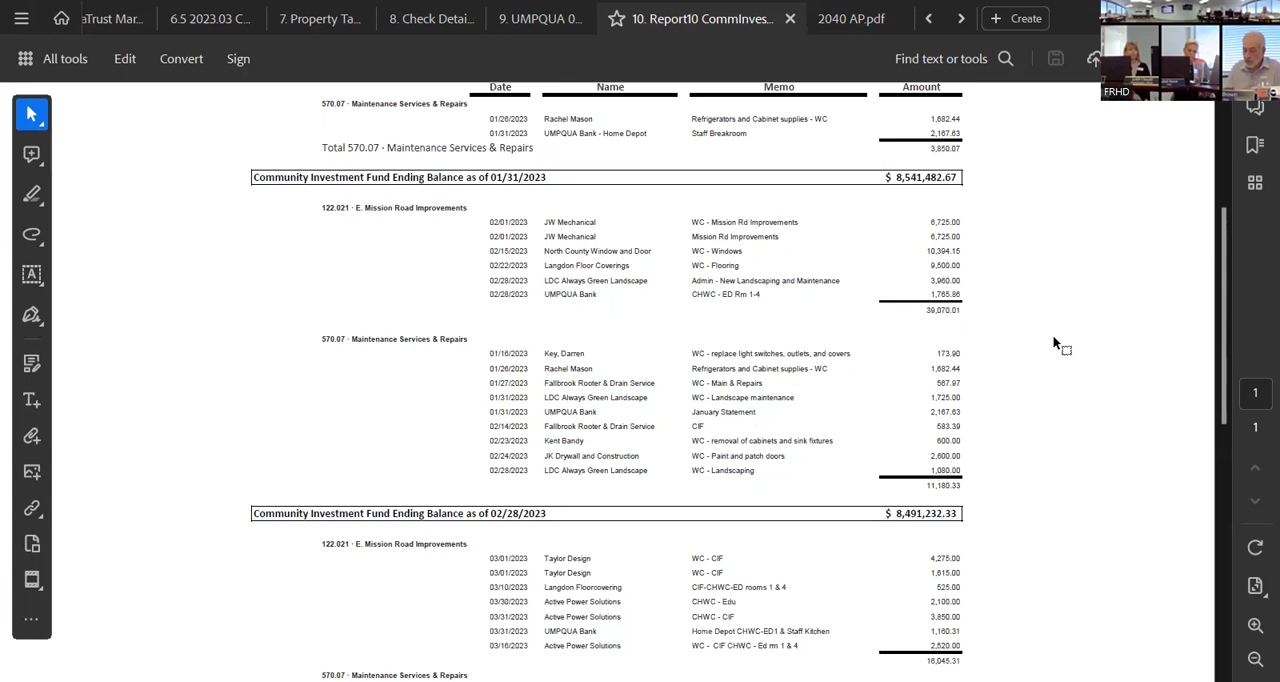 aTrust Mar... 6.5 2023.03 C... 7. Property Ta... 8. Check Detai... 9. UMPQUA 0... 10. Report10 CommInves... 2040 AP.pdf Create
All tools Edit Convert Sign Find text or tools
FRHD
Date Name Memo Amount
570.07 · Maintenance Services & Repairs
01/26/2023 Rachel Mason Refrigerators and Cabinet supplies - WC 1,682.44
01/31/2023 UMPQUA Bank - Home Depot Staff Breakroom 2,167.63
Total 570.07 · Maintenance Services & Repairs 3,850.07
Community Investment Fund Ending Balance as of 01/31/2023 $ 8,541,482.67
122.021 · E. Mission Road Improvements
02/01/2023 JW Mechanical WC - Mission Rd Improvements 6,725.00
02/01/2023 JW Mechanical Mission Rd Improvements 6,725.00
02/15/2023 North County Window and Door WC - Windows 10,394.15
02/22/2023 Langdon Floor Coverings WC - Flooring 9,500.00
02/28/2023 LDC Always Green Landscape Admin - New Landscaping and Maintenance 3,960.00
02/28/2023 UMPQUA Bank CHWC - ED Rm 1-4 1,765.86
39,070.01
570.07 · Maintenance Services & Repairs
01/16/2023 Key, Darren WC - replace light switches, outlets, and covers 173.90
01/26/2023 Rachel Mason Refrigerators and Cabinet supplies - WC 1,682.44
01/27/2023 Fallbrook Rooter & Drain Service WC - Main & Repairs 567.97
01/31/2023 LDC Always Green Landscape WC - Landscape maintenance 1,725.00
01/31/2023 UMPQUA Bank January Statement 2,167.63
02/14/2023 Fallbrook Rooter & Drain Service CIF 583.39
02/23/2023 Kent Bandy WC - removal of cabinets and sink fixtures 600.00
02/24/2023 JK Drywall and Construction WC - Paint and patch doors 2,600.00
02/28/2023 LDC Always Green Landscape WC - Landscaping 1,080.00
11,180.33
Community Investment Fund Ending Balance as of 02/28/2023 $ 8,491,232.33
122.021 · E. Mission Road Improvements
03/01/2023 Taylor Design WC - CIF 4,275.00
03/01/2023 Taylor Design WC - CIF 1,615.00
03/10/2023 Langdon Floorcovering CIF-CHWC-ED rooms 1 & 4 525.00
03/30/2023 Active Power Solutions CHWC - Edu 2,100.00
03/31/2023 Active Power Solutions CHWC - CIF 3,850.00
03/31/2023 UMPQUA Bank Home Depot CHWC-ED1 & Staff Kitchen 1,160.31
03/16/2023 Active Power Solutions WC - CIF CHWC - Ed rm 1 & 4 2,520.00
16,045.31
570.07 · Maintenance Services & Repairs
1
1